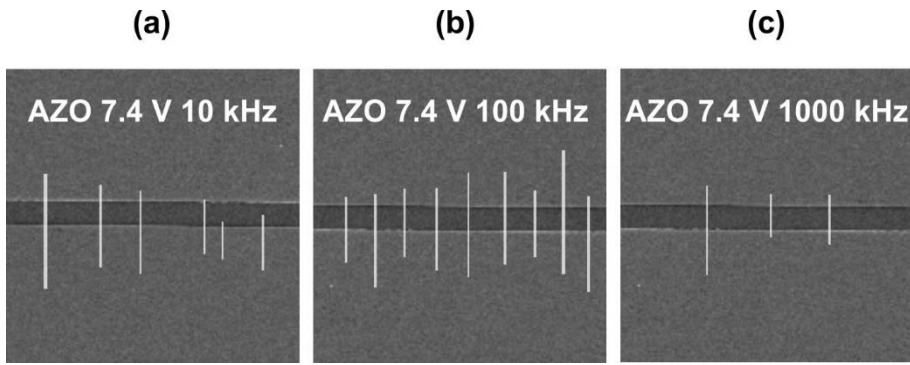 (a)
(b)
(c)
AZO 7.4 V 10 kHz
AZO 7.4 V 100 kHz
AZO 7.4 V 1000 kHz